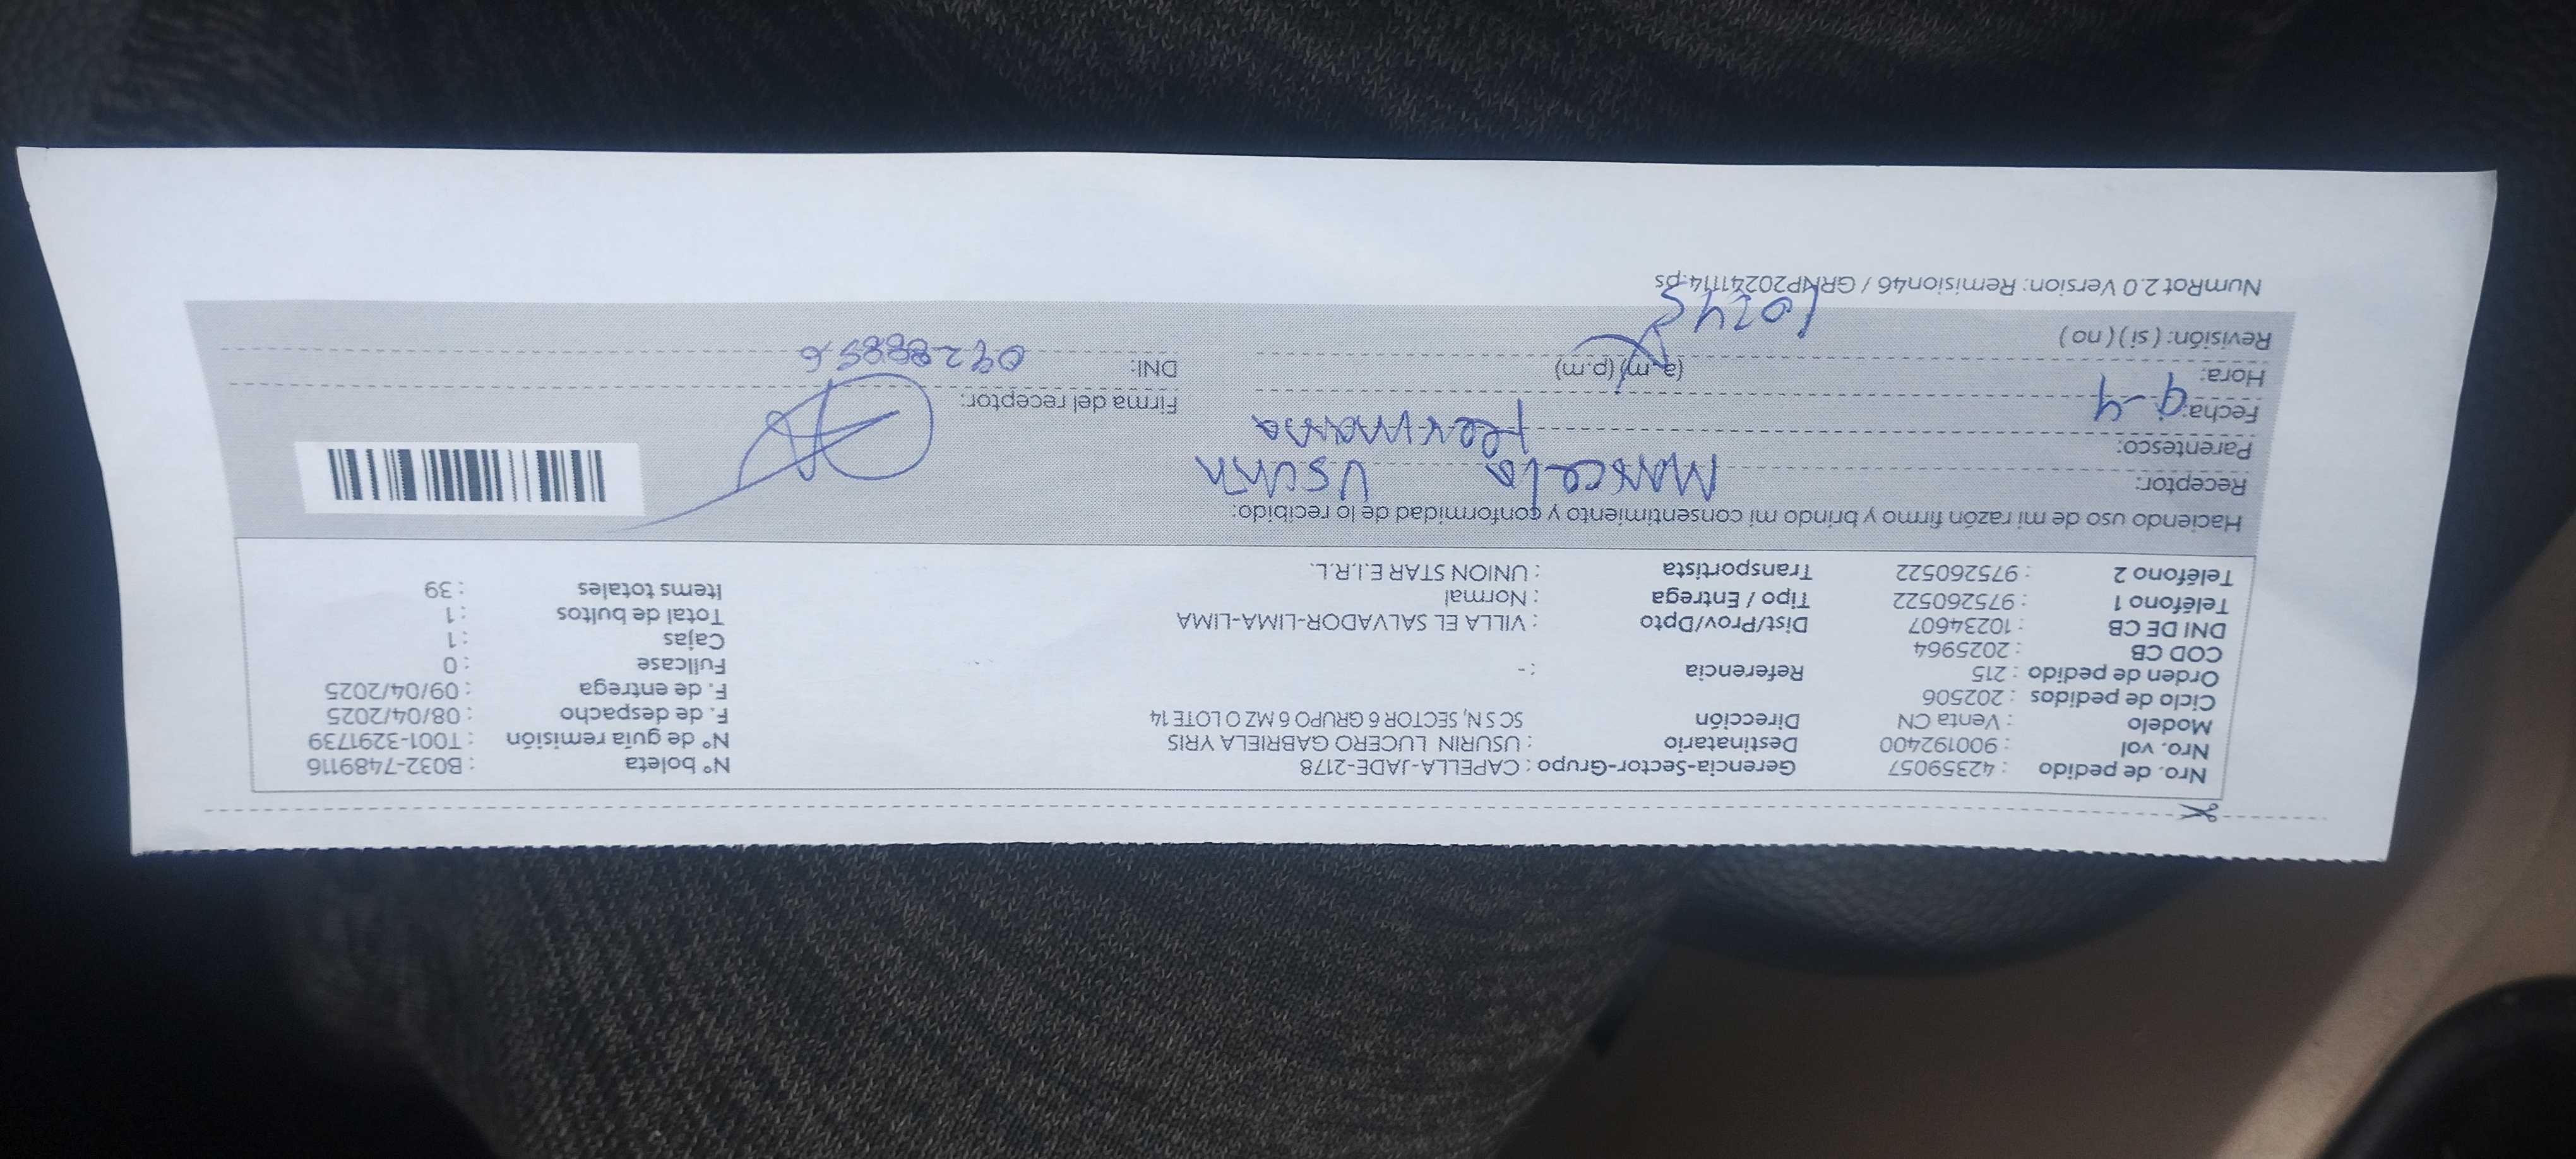 Nro. de pedido : 42359057 Gerencia-Sector-Grupo : CAPELLA-JADE-2178 N° boleta : B032-7489116
Nro. vol : 900192400 Destinatario : USURIN LUCERO GABRIELA YRIS N° de guía remisión : T001-3291739
Modelo : Venta CN Dirección SC S N, SECTOR 6 GRUPO 6 MZ O LOTE 14 F. de despacho : 08/04/2025
Ciclo de pedidos : 202506 F. de entrega : 09/04/2025
Orden de pedido : 215 Referencia : - Fullcase : 0
COD CB : 2025964 Cajas : 1
DNI DE CB : 10234607 Dist/Prov/Dpto : VILLA EL SALVADOR-LIMA-LIMA Total de bultos : 1
Teléfono 1 : 975260522 Tipo / Entrega : Normal Items totales : 39
Teléfono 2 : 975260522 Transportista : UNION STAR E.I.R.L.
Haciendo uso de mi razón firmo y brindo mi consentimiento y conformidad de lo recibido:
Receptor: Marcela
Parentesco: Hermana
Fecha: 9-4 Firma del receptor:
Hora: (a.m) (p.m) DNI:
Revisión: ( si ) ( no ) 10:45
NumRot 2.0 Version: Remision46 / GRNP20241114.ps